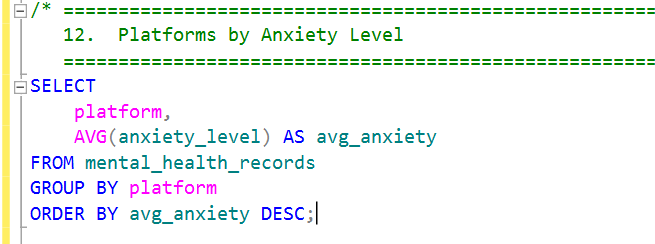 /* ======================================================
12.  Platforms by Anxiety Level
======================================================
SELECT
platform,
AVG(anxiety_level) AS avg_anxiety
FROM mental_health_records
GROUP BY platform
ORDER BY avg_anxiety DESC;